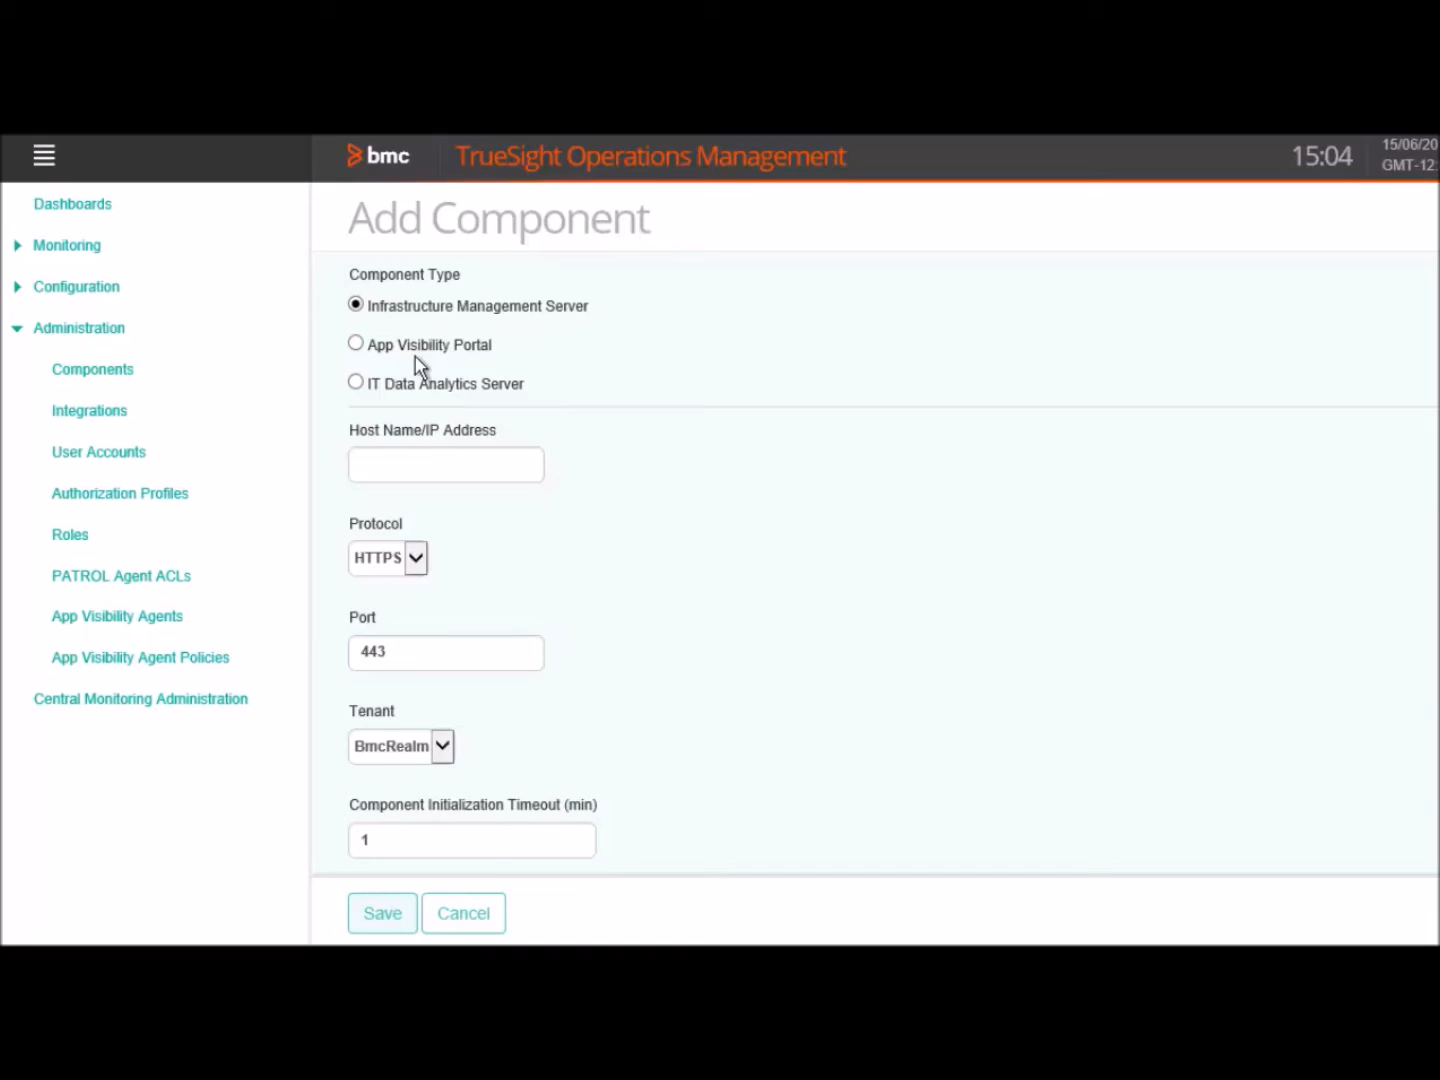 bmc
TrueSight Operations Management
15:04
15/06/20
GMT-12:
Dashboards
Monitoring
Configuration
Administration
Components
Integrations
User Accounts
Authorization Profiles
Roles
PATROL Agent ACLs
App Visibility Agents
App Visibility Agent Policies
Central Monitoring Administration
Add Component
Component Type
Infrastructure Management Server
App Visibility Portal
IT Data Analytics Server
Host Name/IP Address
Protocol
HTTPS
Port
443
Tenant
BmcRealm
Component Initialization Timeout (min)
1
Save Cancel